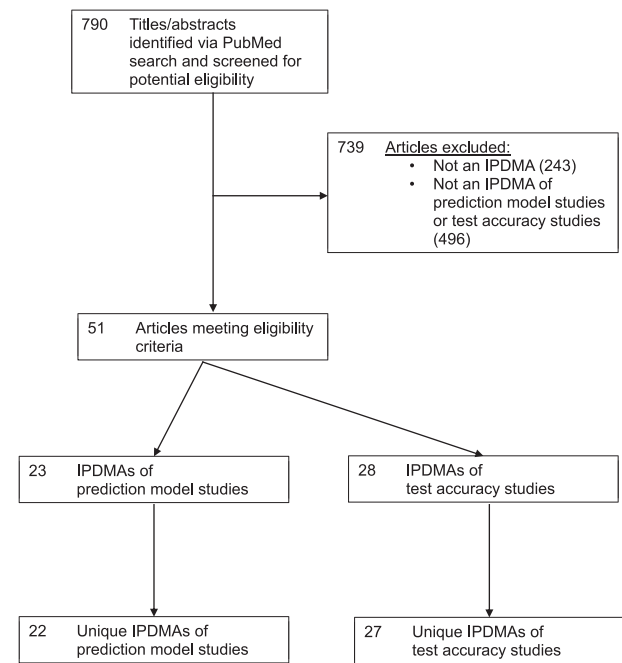 790 Titles/abstracts
identified via PubMed
search and screened for
potential eligibility
739 Articles excluded:
• Not an IPDMA (243)
• Not an IPDMA of
prediction model studies
or test accuracy studies
(496)
51 Articles meeting eligibility
criteria
23 IPDMAs of
prediction model studies
28 IPDMAs of
test accuracy studies
22 Unique IPDMAs of
prediction model studies
27 Unique IPDMAs of
test accuracy studies